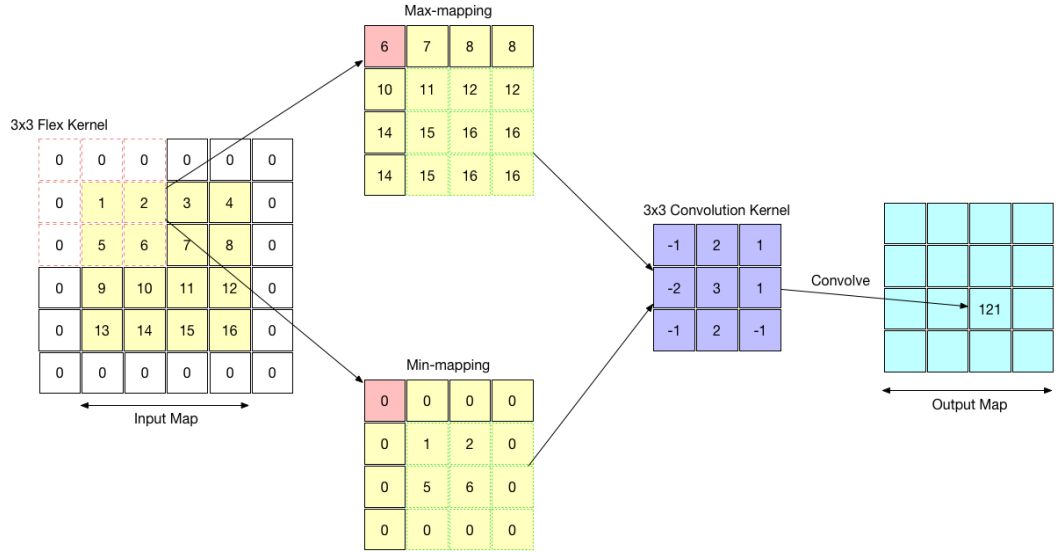 Max-mapping
6 7 8 8
10 11 12 12
14 15 16 16
14 15 16 16
3x3 Flex Kernel
0 0 0 0 0 0
0 1 2 3 4 0
0 5 6 7 8 0
0 9 10 11 12 0
0 13 14 15 16 0
0 0 0 0 0 0
Input Map
Min-mapping
0 0 0 0
0 1 2 0
0 5 6 0
0 0 0 0
3x3 Convolution Kernel
-1 2 1
-2 3 1
-1 2 -1
Convolve
121
Output Map